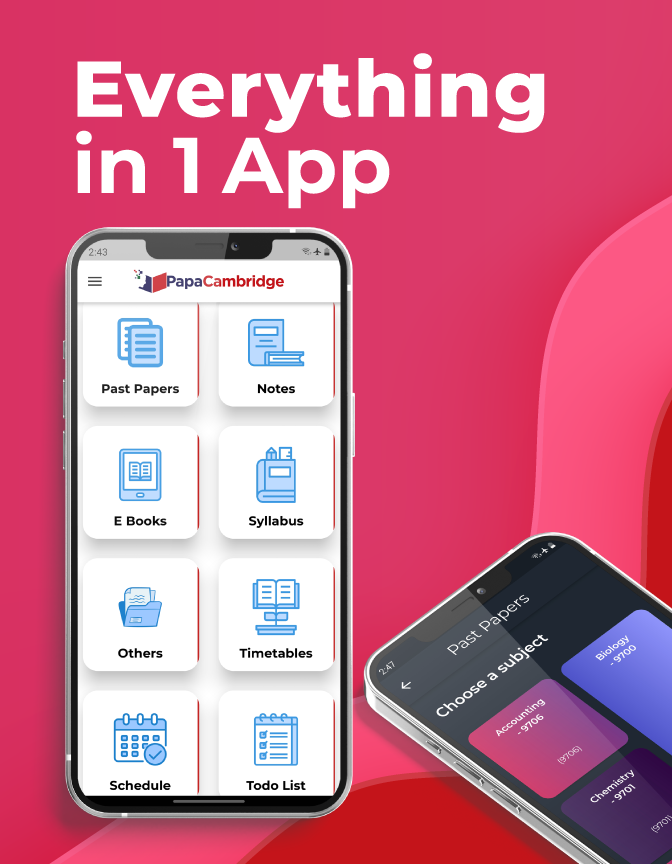 Everything
in 1 App
2:43
PapaCambridge
Past Papers
Notes
E Books
Syllabus
Others
Timetables
Schedule
Todo List
2:47
Past Papers
Choose a subject
Accounting
- 9706
(9706)
Biology
- 9700
Chemistry
- 9701
(9701)